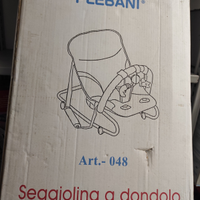 PLEBANI®
Art.- 048
Seggiolina a dondolo